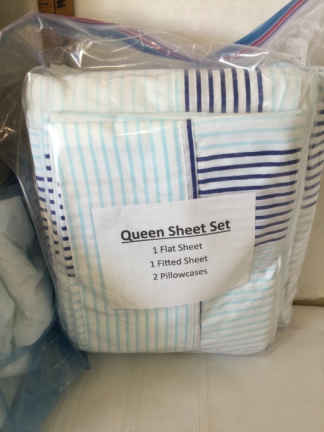 Queen Sheet Set
1 Flat Sheet
1 Fitted Sheet
2 Pillowcases